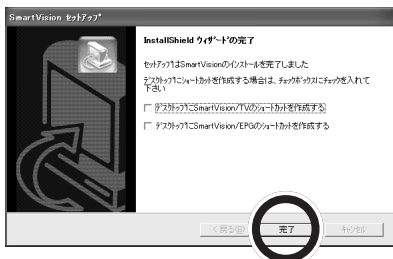 SmartVision ｾｯﾄｱｯﾌﾟ
InstallShield ｳｨｻﾞｰﾄﾞの完了
ｾｯﾄｱｯﾌﾟはSmartVisionのｲﾝｽﾄｰﾙを完了しました
ﾃﾞｽｸﾄｯﾌﾟにｼｮｰﾄｶｯﾄを作成する場合は、ﾁｪｯｸﾎﾞｯｸｽにﾁｪｯｸを入れて
下さい
ﾃﾞｽｸﾄｯﾌﾟにSmartVision/TVのｼｮｰﾄｶｯﾄを作成する
ﾃﾞｽｸﾄｯﾌﾟにSmartVision/EPGのｼｮｰﾄｶｯﾄを作成する
< 戻る(B) 完了 ｷｬﾝｾﾙ